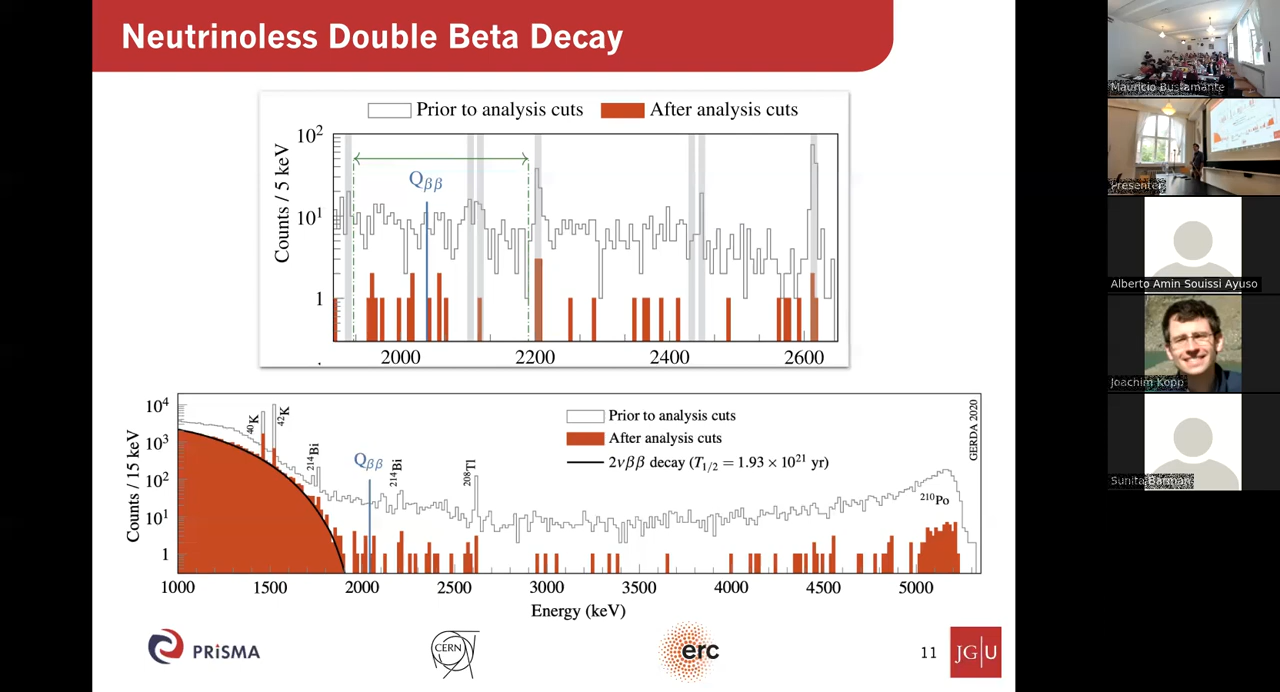 Neutrinoless Double Beta Decay
Prior to analysis cuts After analysis cuts
10²
10¹
1
Counts / 5 keV
Qββ
2000 2200 2400 2600
10⁴
10³
10²
10¹
1
Counts / 15 keV
⁴⁰K
⁴²K
²¹⁴Bi
Qββ
²¹⁴Bi
²⁰⁸Tl
Prior to analysis cuts
After analysis cuts
2νββ decay (T₁/₂ = 1.93 × 10²¹ yr)
GERDA 2020
²¹⁰Po
1000 1500 2000 2500 3000 3500 4000 4500 5000
Energy (keV)
PRiSMA
CERN
erc
11
JG|U
Mauricio Bustamante
Presenter
Alberto Amin Souissi Ayuso
Joachim Kopp
Sunita Barman